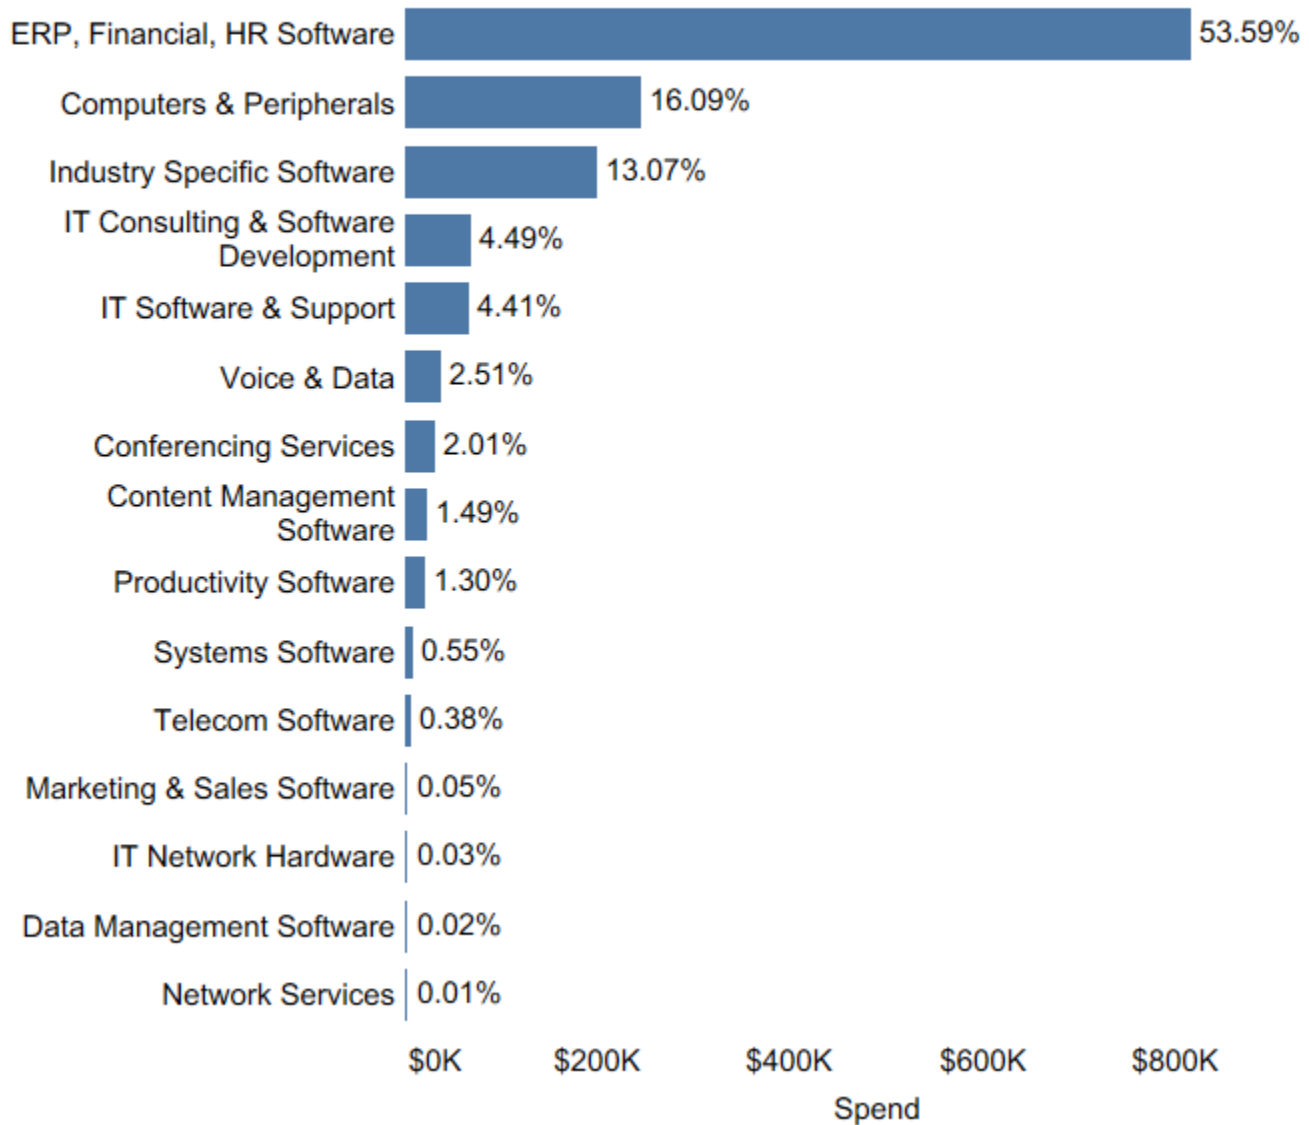 ERP, Financial, HR Software 53.59%
Computers & Peripherals 16.09%
Industry Specific Software 13.07%
IT Consulting & Software
Development 4.49%
IT Software & Support 4.41%
Voice & Data 2.51%
Conferencing Services 2.01%
Content Management
Software 1.49%
Productivity Software 1.30%
Systems Software 0.55%
Telecom Software 0.38%
Marketing & Sales Software 0.05%
IT Network Hardware 0.03%
Data Management Software 0.02%
Network Services 0.01%
$0K $200K $400K $600K $800K
Spend